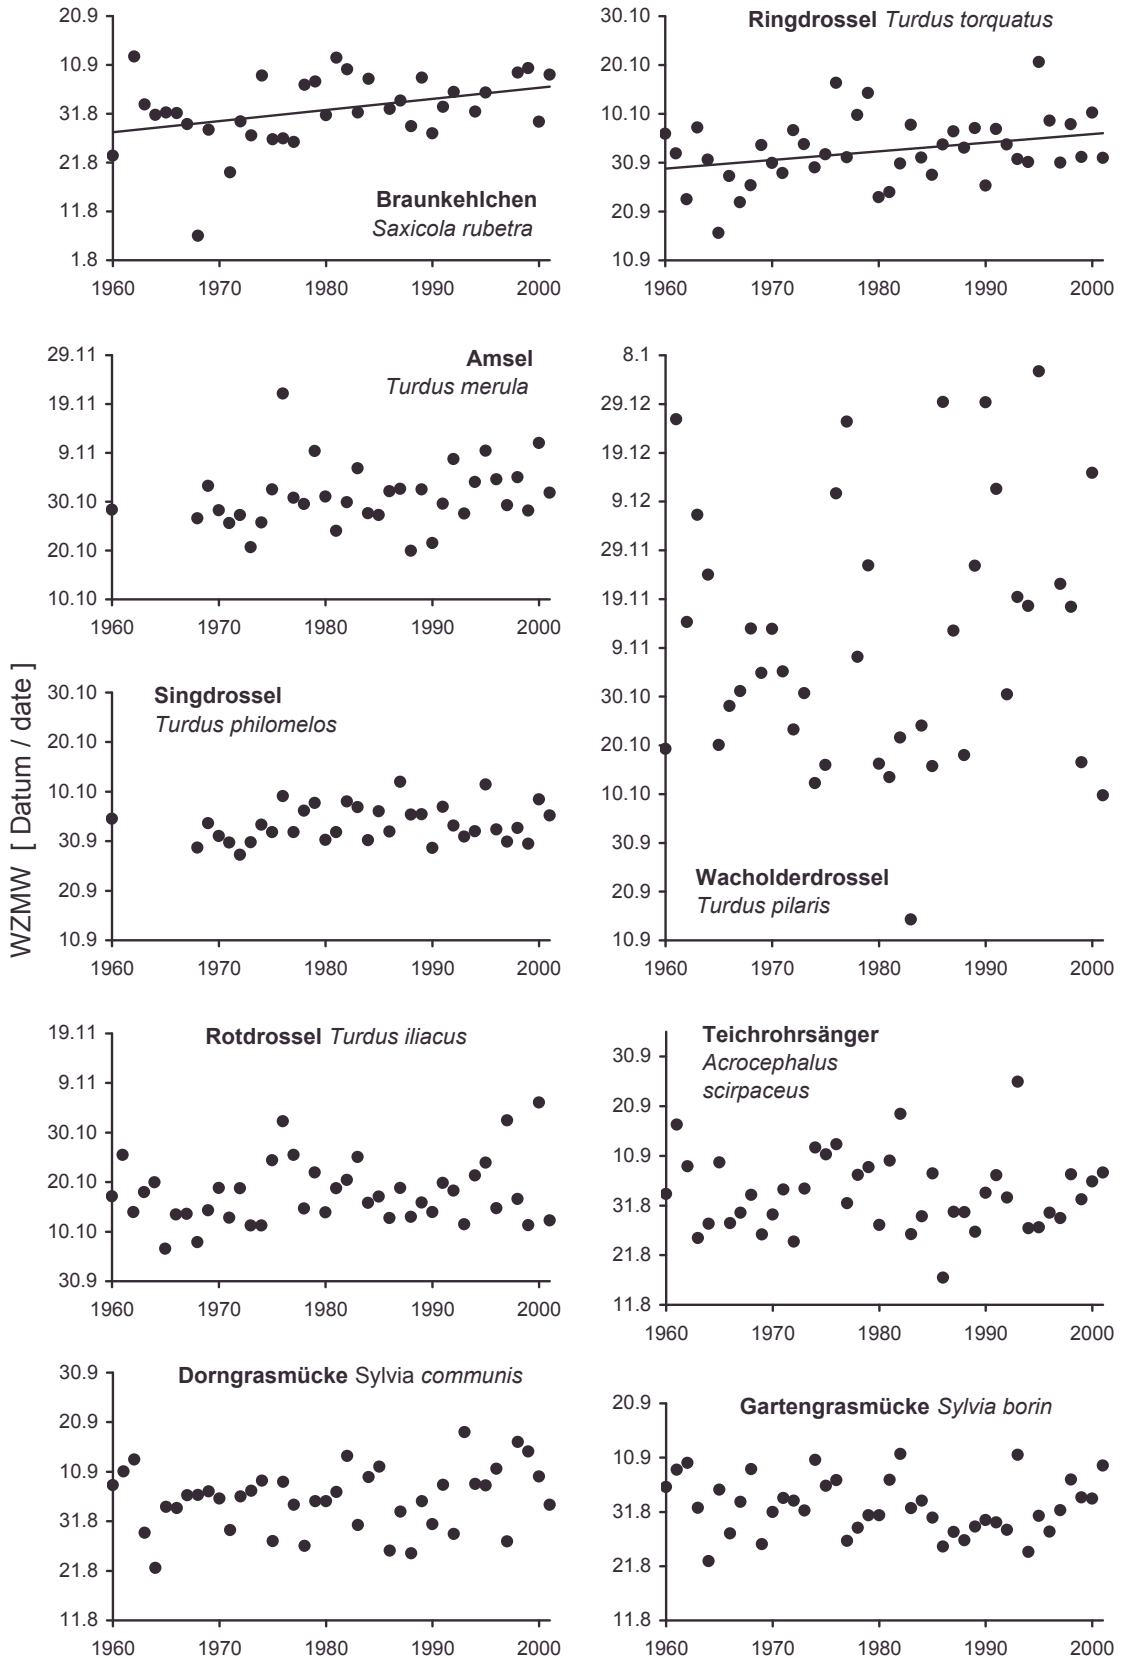 20.9
10.9
31.8
21.8
11.8
1.8
1960 1970 1980 1990 2000
Braunkehlchen
Saxicola rubetra
30.10
20.10
10.10
30.9
20.9
10.9
1960 1970 1980 1990 2000
Ringdrossel Turdus torquatus
29.11
19.11
9.11
30.10
20.10
10.10
1960 1970 1980 1990 2000
Amsel
Turdus merula
8.1
29.12
19.12
9.12
29.11
19.11
9.11
30.10
20.10
10.10
30.9
20.9
10.9
1960 1970 1980 1990 2000
Wacholderdrossel
Turdus pilaris
WZMW [ Datum / date ]
30.10
20.10
10.10
30.9
20.9
10.9
1960 1970 1980 1990 2000
Singdrossel
Turdus philomelos
19.11
9.11
30.10
20.10
10.10
30.9
1960 1970 1980 1990 2000
Rotdrossel Turdus iliacus
30.9
20.9
10.9
31.8
21.8
11.8
1960 1970 1980 1990 2000
Teichrohrsänger
Acrocephalus
scirpaceus
30.9
20.9
10.9
31.8
21.8
11.8
1960 1970 1980 1990 2000
Dorngrasmücke Sylvia communis
20.9
10.9
31.8
21.8
11.8
1960 1970 1980 1990 2000
Gartengrasmücke Sylvia borin